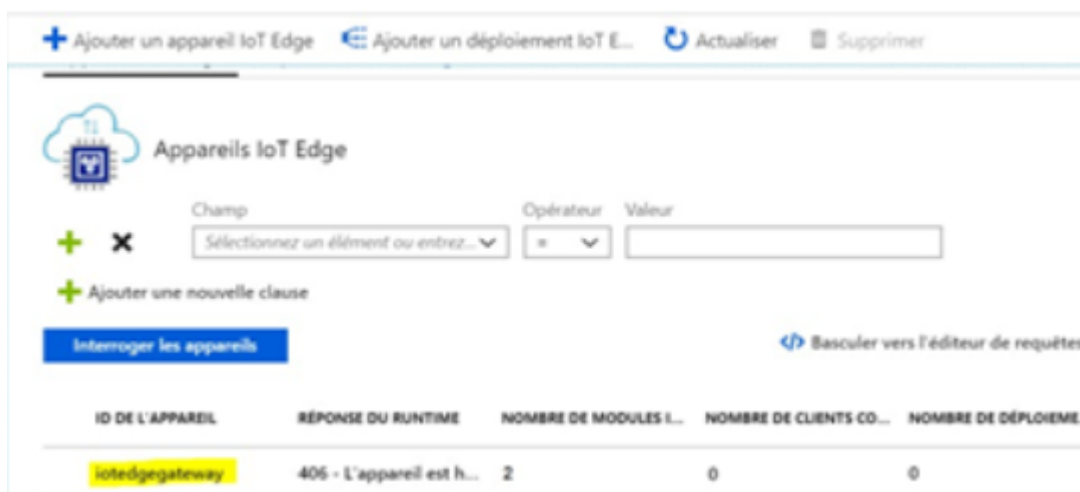 Ajouter un appareil IoT Edge Ajouter un déploiement IoT E... Actualiser Supprimer
Appareils IoT Edge
Champ Opérateur Valeur
Sélectionnez un élément ou entrez... =
Ajouter une nouvelle clause
Interroger les appareils </> Basculer vers l'éditeur de requêtes
ID DE L'APPAREIL RÉPONSE DU RUNTIME NOMBRE DE MODULES I... NOMBRE DE CLIENTS CO... NOMBRE DE DÉPLOIEME
iotedgegateway 406 - L'appareil est h... 2 0 0